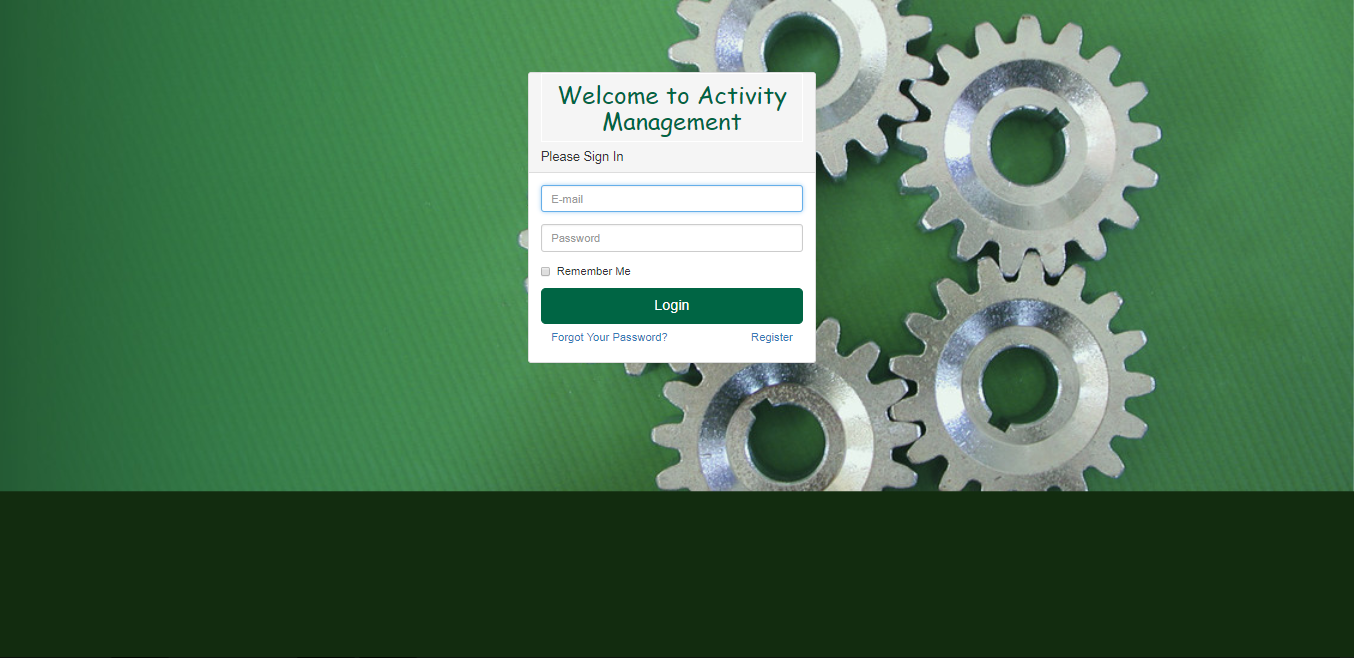 Welcome to Activity
Management
Please Sign In
E-mail
Password
Remember Me
Login
Forgot Your Password? Register